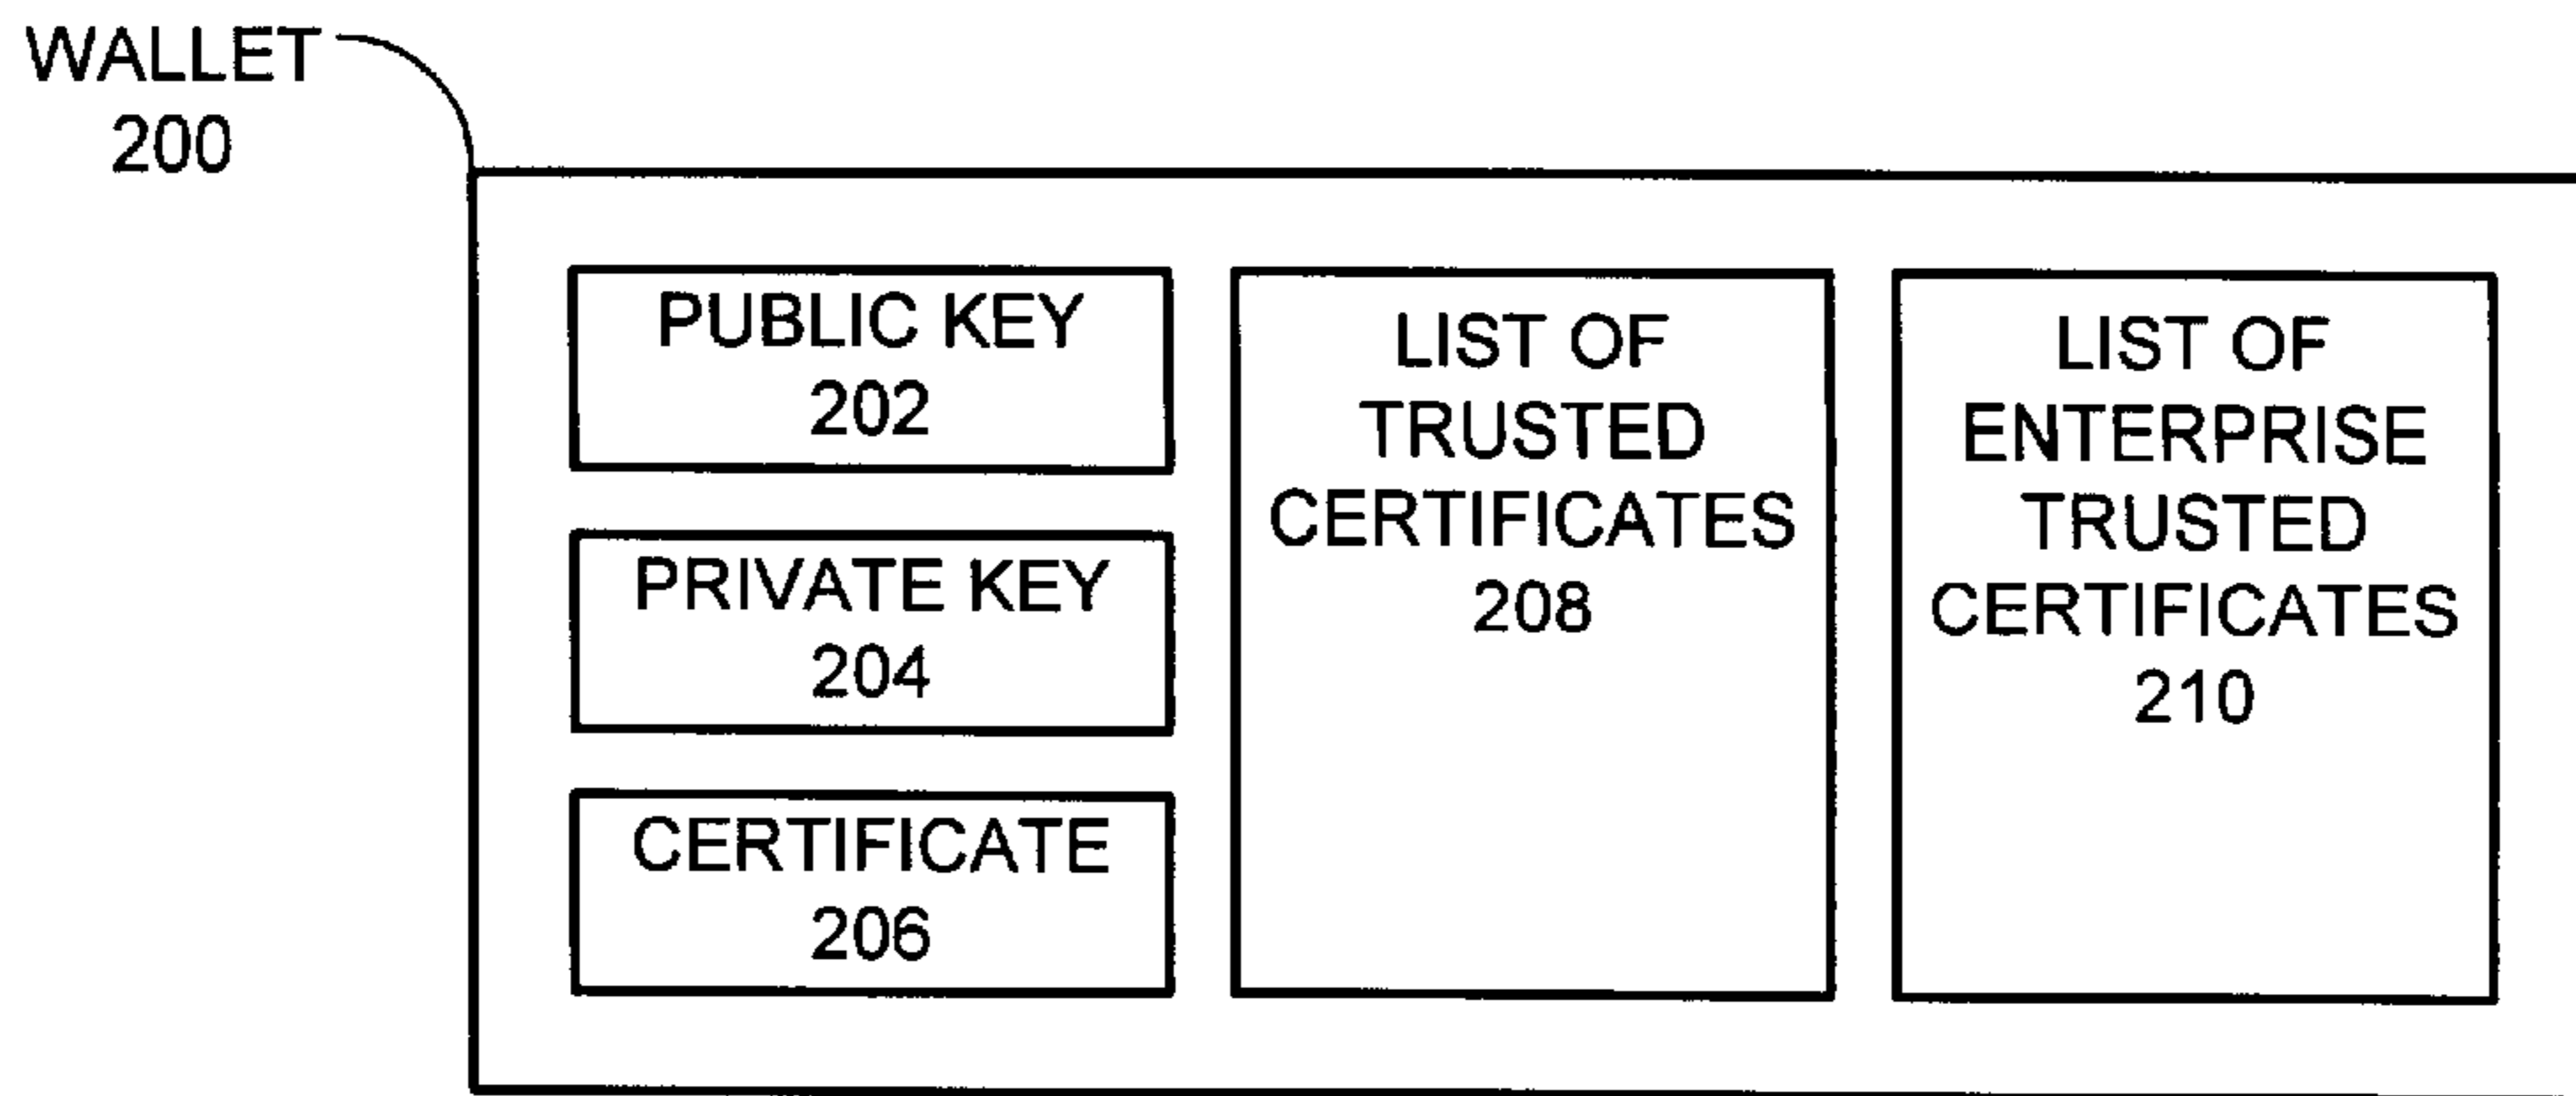 WALLET
200
PUBLIC KEY
202
PRIVATE KEY
204
CERTIFICATE
206
LIST OF
TRUSTED
CERTIFICATES
208
LIST OF
ENTERPRISE
TRUSTED
CERTIFICATES
210